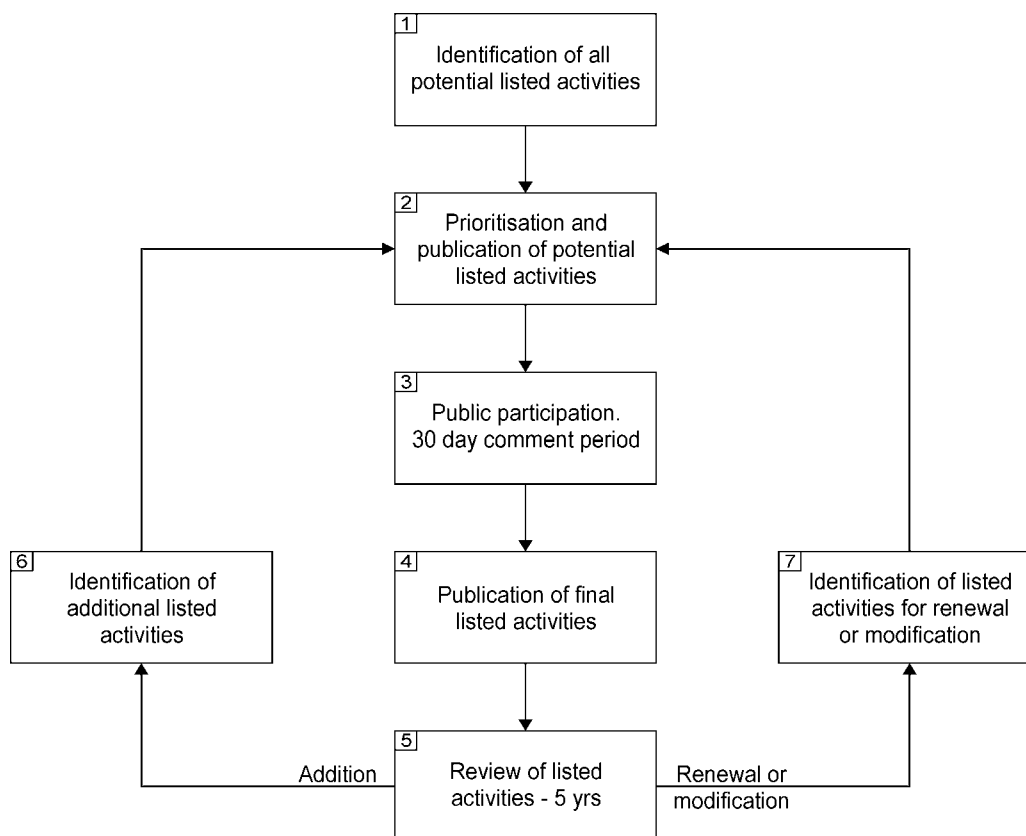 1
Identification of all
potential listed activities
2
Prioritisation and
publication of potential
listed activities
3
Public participation.
30 day comment period
6
Identification of
additional listed
activities
4
Publication of final
listed activities
7
Identification of listed
activities for renewal
or modification
5
Review of listed
activities - 5 yrs
Addition
Renewal or
modification